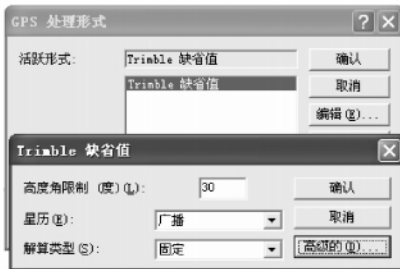 GPS 处理形式
活跃形式: Trimble 缺省值 确认
Trimble 缺省值 取消
编辑(E)...
Trimble 缺省值
高度角限制 (度)(L): 30 确认
星历(E): 广播 取消
解算类型(S): 固定 高级的(D)...